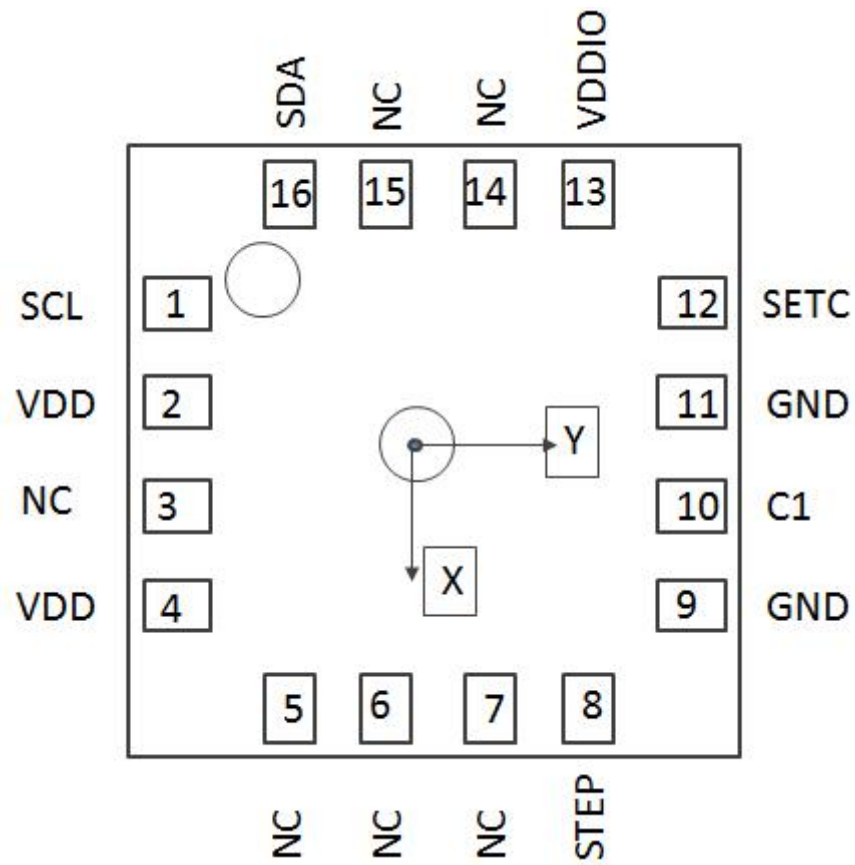 SDA NC NC VDDIO
16 15 14 13
SCL 1 12 SETC
VDD 2 11 GND
Y
NC 3 10 C1
X
VDD 4 9 GND
5 6 7 8
NC NC NC STEP